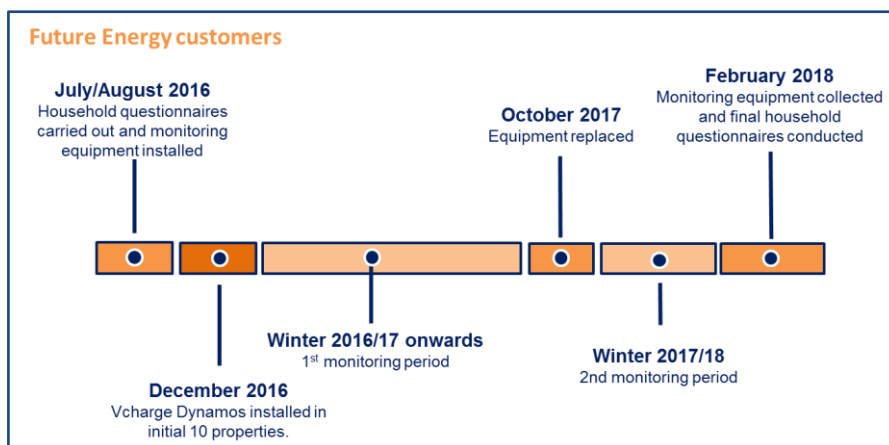 Future Energy customers
July/August 2016
Household questionnaires
carried out and monitoring
equipment installed
October 2017
Equipment replaced
February 2018
Monitoring equipment collected
and final household
questionnaires conducted
Winter 2016/17 onwards
1st monitoring period
December 2016
Vcharge Dynamos installed in
initial 10 properties.
Winter 2017/18
2nd monitoring period